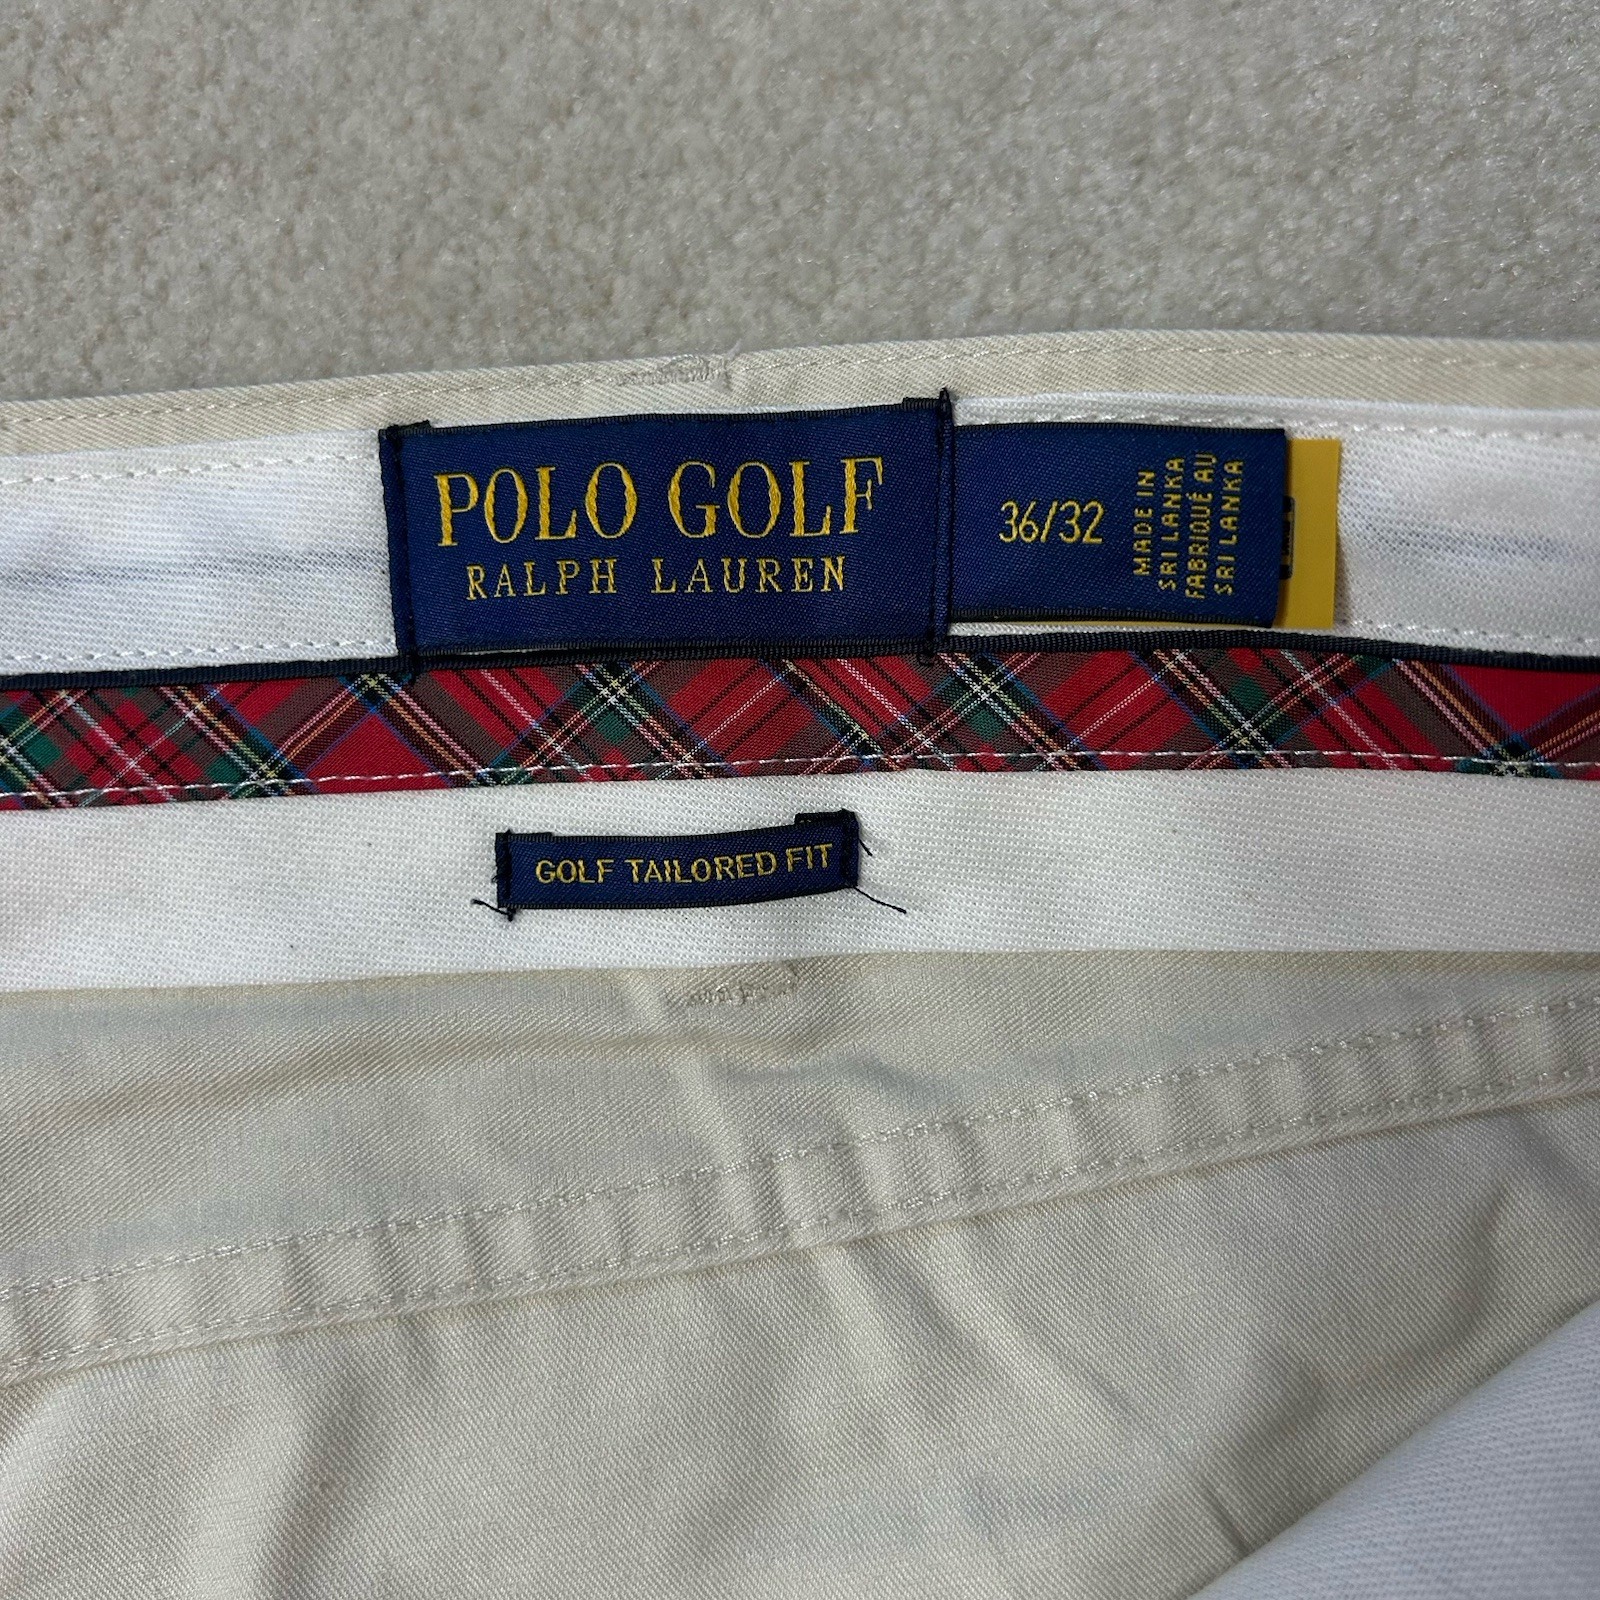 POLO GOLF
RALPH LAUREN
36/32
MADE IN
SRI LANKA
FABRIQUÉ AU
SRI LANKA
GOLF TAILORED FIT